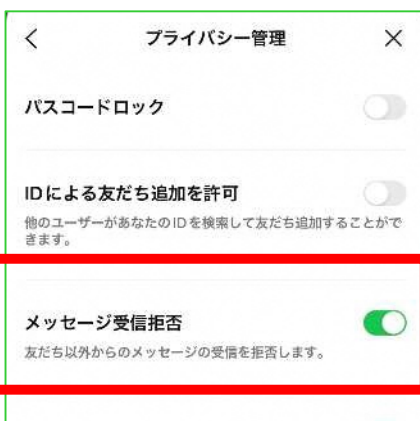 プライバシー管理
パスコードロック
IDによる友だち追加を許可
他のユーザーがあなたのIDを検索して友だち追加することがで
きます。
メッセージ受信拒否
友だち以外からのメッセージの受信を拒否します。